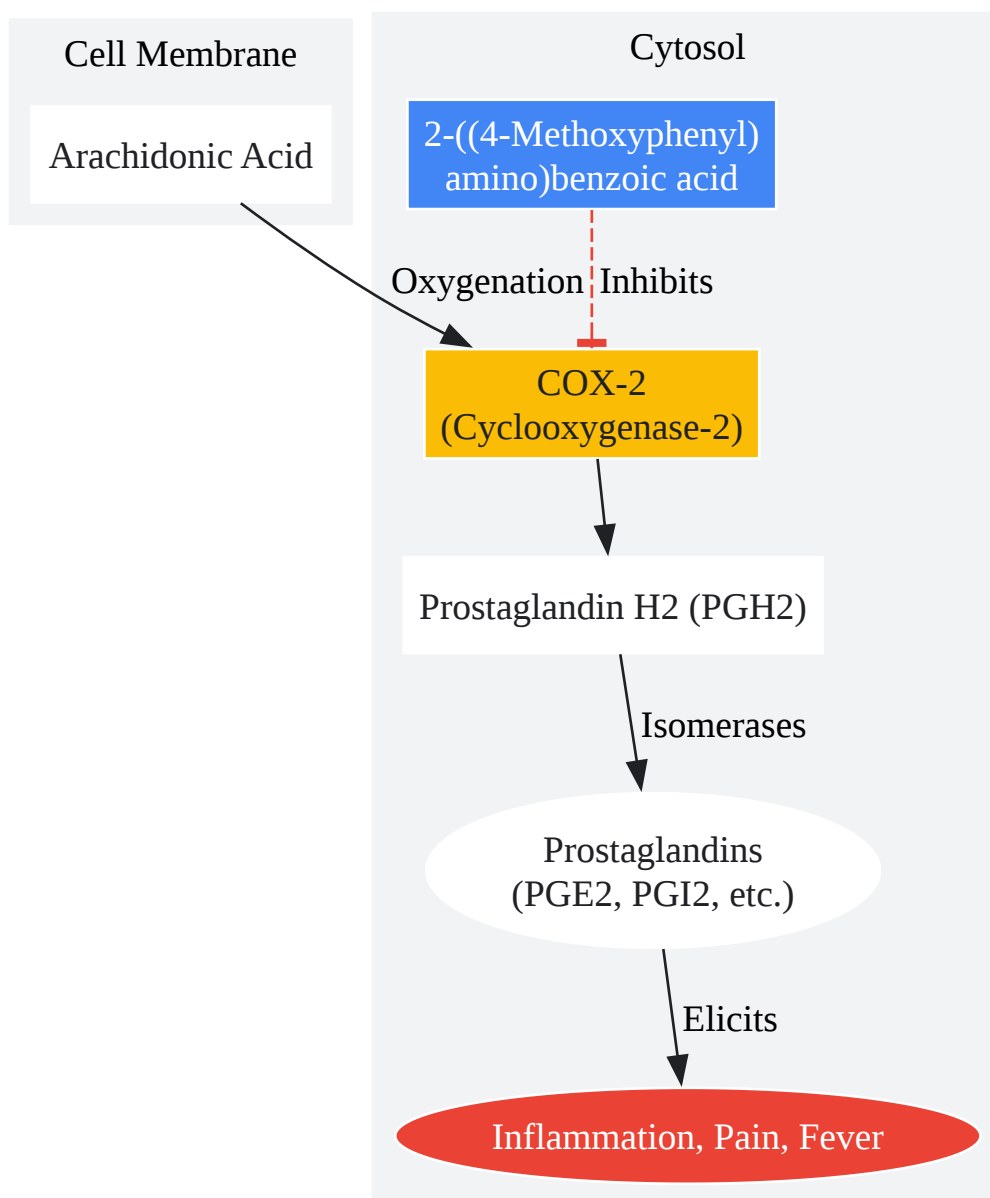 Cell Membrane
Arachidonic Acid
Cytosol
2-((4-Methoxyphenyl)
amino)benzoic acid
Oxygenation
Inhibits
COX-2
(Cyclooxygenase-2)
Prostaglandin H2 (PGH2)
Isomerases
Prostaglandins
(PGE2, PGI2, etc.)
Elicits
Inflammation, Pain, Fever